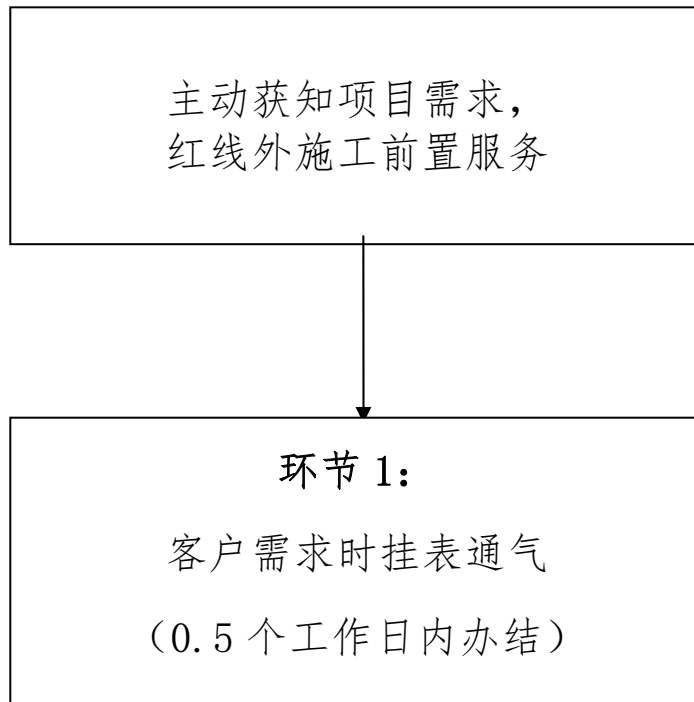 主动获知项目需求，
红线外施工前置服务
环节 1：
客户需求时挂表通气
（0.5 个工作日内办结）